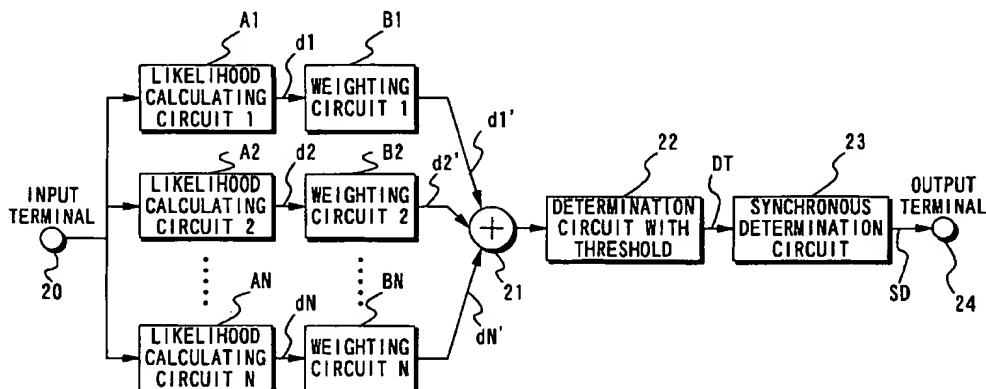 A1
d1
B1
LIKELIHOOD
CALCULATING
CIRCUIT 1
WEIGHTING
CIRCUIT 1
d1'
A2
d2
B2
d2'
22
DT
23
INPUT
TERMINAL
LIKELIHOOD
CALCULATING
CIRCUIT 2
WEIGHTING
CIRCUIT 2
+
DETERMINATION
CIRCUIT WITH
THRESHOLD
SYNCHRONOUS
DETERMINATION
CIRCUIT
OUTPUT
TERMINAL
20
21
SD
24
AN
dN
BN
dN'
LIKELIHOOD
CALCULATING
CIRCUIT N
WEIGHTING
CIRCUIT N